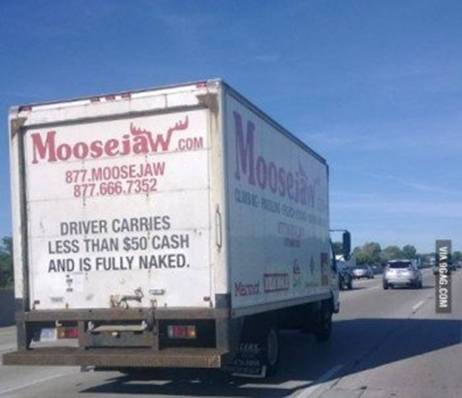 Moosejaw.COM
877.MOOSEJAW
877.666.7352
DRIVER CARRIES
LESS THAN $50 CASH
AND IS FULLY NAKED.
Moosejaw
VIA 9GAG.COM